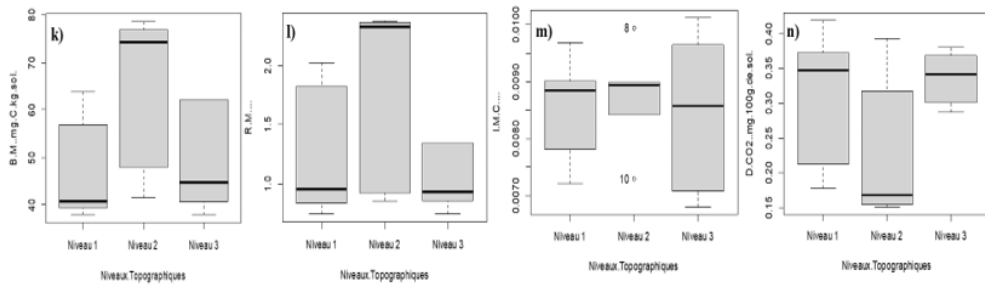 k)
B.M..mg.C.kg.sol.
80
70
60
50
40
Niveau 1
Niveau 2
Niveau 3
Niveaux.Topographiques
l)
R.M....
2.0
1.5
1.0
Niveau 1
Niveau 2
Niveau 3
Niveaux.Topographiques
m)
I.M.C....
0.0100
0.0090
0.0080
0.0070
8
10
Niveau 1
Niveau 2
Niveau 3
Niveaux.Topographiques
n)
D.CO2..mg.100g.de.sol.
0.40
0.35
0.30
0.25
0.20
0.15
Niveau 1
Niveau 2
Niveau 3
Niveaux.Topographiques